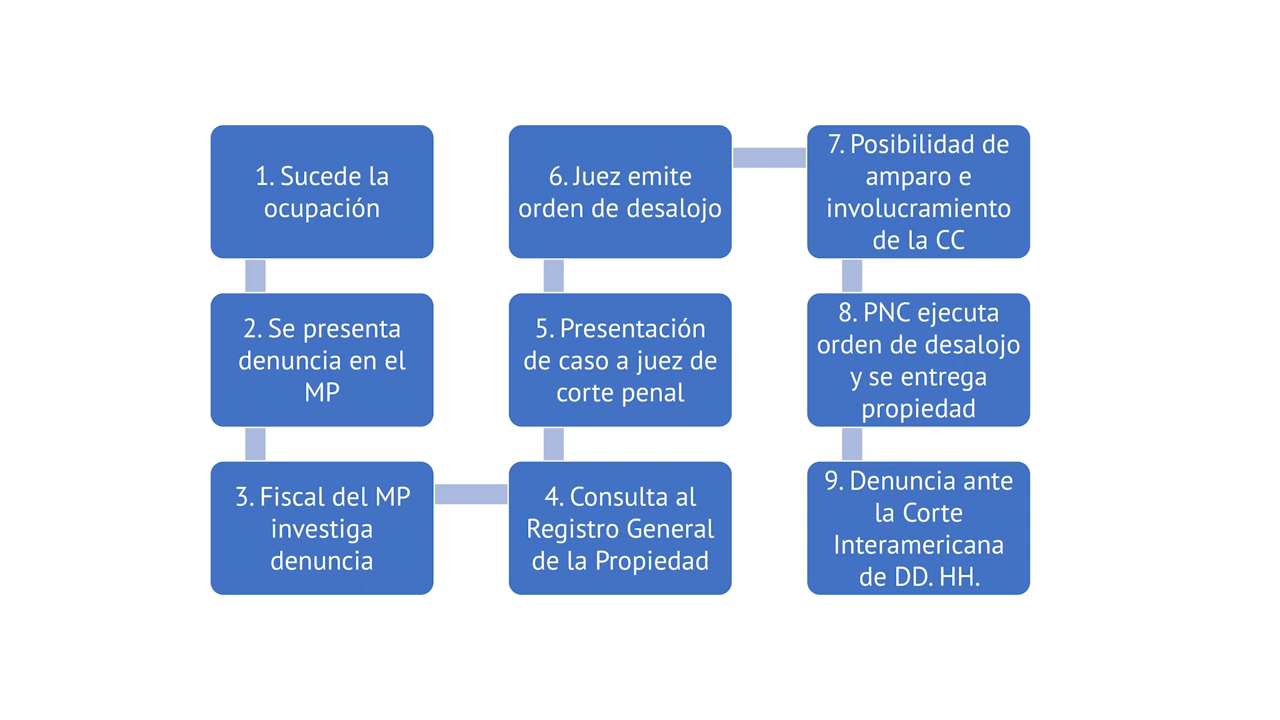 1. Sucede la
ocupación
2. Se presenta
denuncia en el
MP
3. Fiscal del MP
investiga
denuncia
4. Consulta al
Registro General
de la Propiedad
5. Presentación
de caso a juez de
corte penal
6. Juez emite
orden de desalojo
7. Posibilidad de
amparo e
involucramiento
de la CC
8. PNC ejecuta
orden de desalojo
y se entrega
propiedad
9. Denuncia ante
la Corte
Interamericana
de DD. HH.